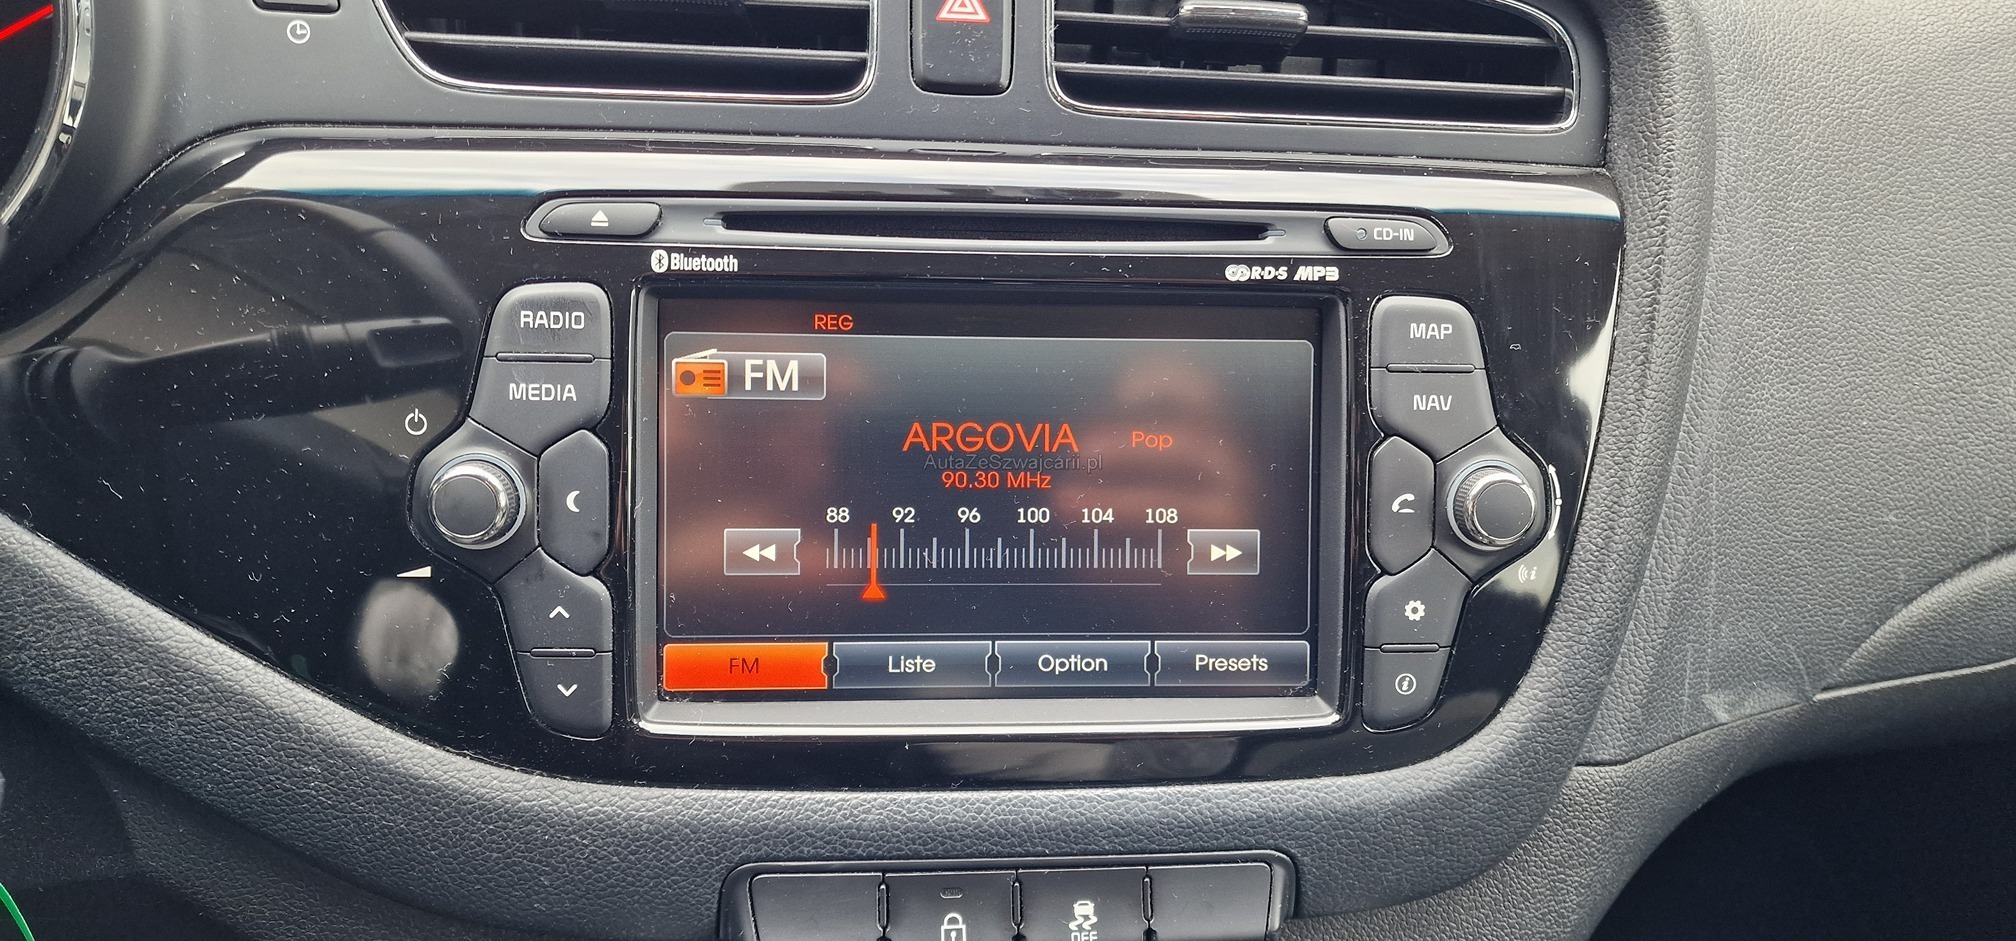 CD-IN
Bluetooth
R·D·S MP3
RADIO
MEDIA
REG
FM
ARGOVIA Pop
AutaZeSzwajcarii.pl
90.30 MHz
88 92 96 100 104 108
FM Liste Option Presets
MAP
NAV
OFF